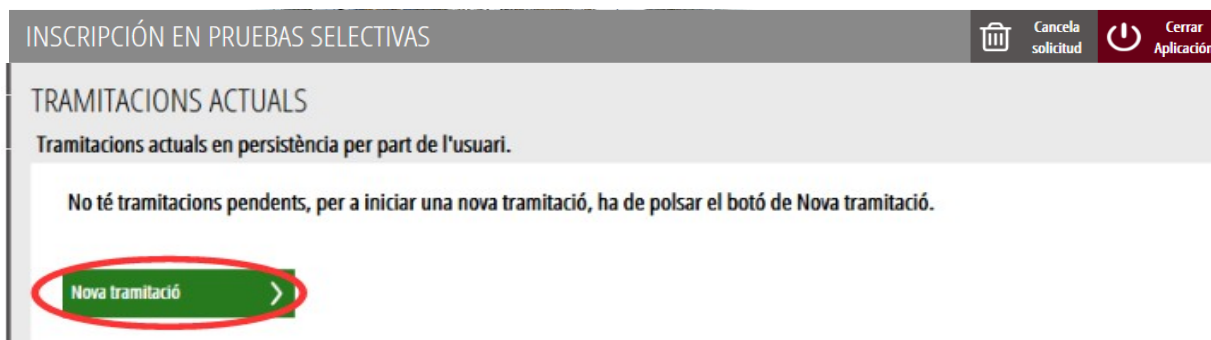 INSCRIPCIÓN EN PRUEBAS SELECTIVAS
Cancela
solicitud
Cerrar
Aplicación
TRAMITACIONS ACTUALS
Tramitacions actuals en persistència per part de l'usuari.
No té tramitacions pendents, per a iniciar una nova tramitació, ha de polsar el botó de Nova tramitació.
Nova tramitació